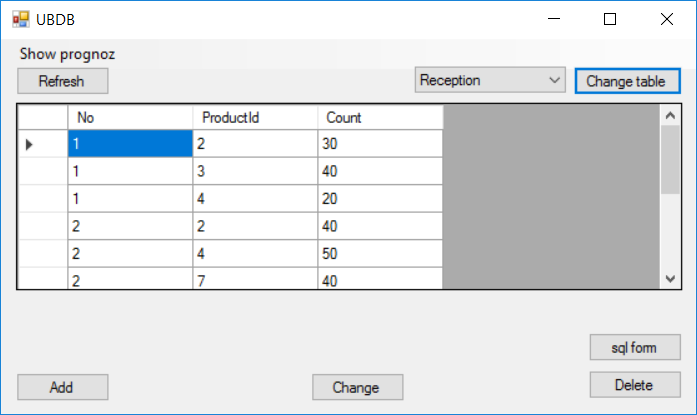 UBDB
Show prognoz
Refresh Reception Change table
No ProductId Count
1 2 30
1 3 40
1 4 20
2 2 40
2 4 50
2 7 40
sql form
Add Change Delete